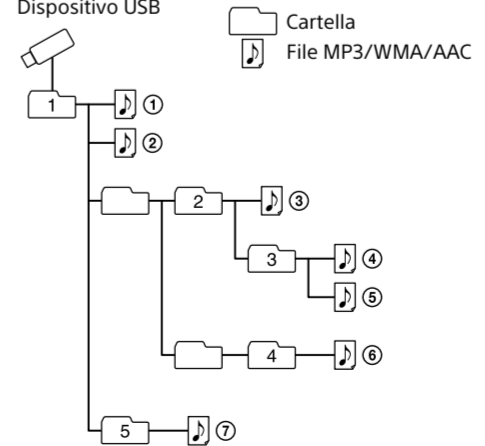 Dispositivo USB
Cartella
File MP3/WMA/AAC
1 ①
②
2 ③
3 ④
⑤
4 ⑥
5 ⑦